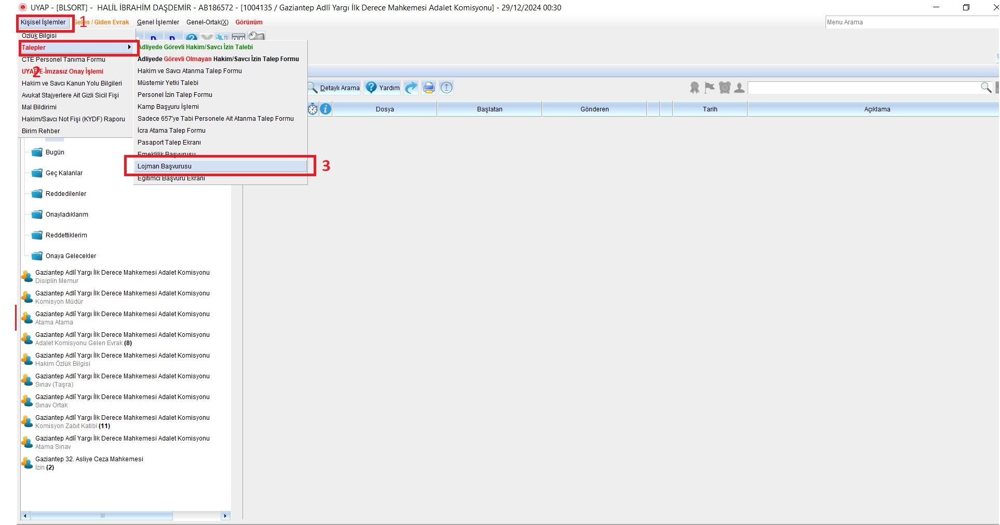 UYAP - [BLSORT] - HALİL İBRAHİM DAŞDEMİR - AB186572 - [1004135 / Gaziantep Adlî Yargı İlk Derece Mahkemesi Adalet Komisyonu] - 29/12/2024 00:30
Kişisel İşlemler 1 Gelen / Giden Evrak Genel İşlemler Genel-Ortak(X) Görünüm Menu Arama
Özlük Bilgisi
Talepler
CTE Personel Tanıma Formu
2
UYAP E-İmzasız Onay İşlemi
Hakim ve Savcı Kanun Yolu Bilgileri
Avukat Stajyerlere Ait Gizli Sicil Fişi
Mal Bildirimi
Hakim/Savcı Not Fişi (KYDF) Raporu
Birim Rehber
Adliyede Görevli Hakim/Savcı İzin Talebi
Adliyede Görevli Olmayan Hakim/Savcı İzin Talep Formu
Hakim ve Savcı Atanma Talep Formu
Müstemir Yetki Talebi
Personel İzin Talep Formu
Kamp Başvuru İşlemi
Sadece 657'ye Tabi Personele Ait Atanma Talep Formu
İcra Atama Talep Formu
Pasaport Talep Ekranı
Emeklilik Başvurusu
Lojman Başvurusu 3
Eğitimci Başvuru Ekranı
Detaylı Arama Yardım
Dosya Başlatan Gönderen Tarih Açıklama
Bugün
Geç Kalanlar
Reddedilenler
Onayladıklarım
Reddettiklerim
Onaya Gelecekler
Gaziantep Adlî Yargı İlk Derece Mahkemesi Adalet Komisyonu
Disiplin Memur
Gaziantep Adlî Yargı İlk Derece Mahkemesi Adalet Komisyonu
Komisyon Müdür
Gaziantep Adlî Yargı İlk Derece Mahkemesi Adalet Komisyonu
Atama Atama
Gaziantep Adlî Yargı İlk Derece Mahkemesi Adalet Komisyonu
Adalet Komisyonu Gelen Evrak (8)
Gaziantep Adlî Yargı İlk Derece Mahkemesi Adalet Komisyonu
Hakim Özlük Bilgisi
Gaziantep Adlî Yargı İlk Derece Mahkemesi Adalet Komisyonu
Sınav (Taşra)
Gaziantep Adlî Yargı İlk Derece Mahkemesi Adalet Komisyonu
Sınav Ortak
Gaziantep Adlî Yargı İlk Derece Mahkemesi Adalet Komisyonu
Komisyon Zabıt Katibi (11)
Gaziantep Adlî Yargı İlk Derece Mahkemesi Adalet Komisyonu
Atama Sınav
Gaziantep 32. Asliye Ceza Mahkemesi
İzin (2)